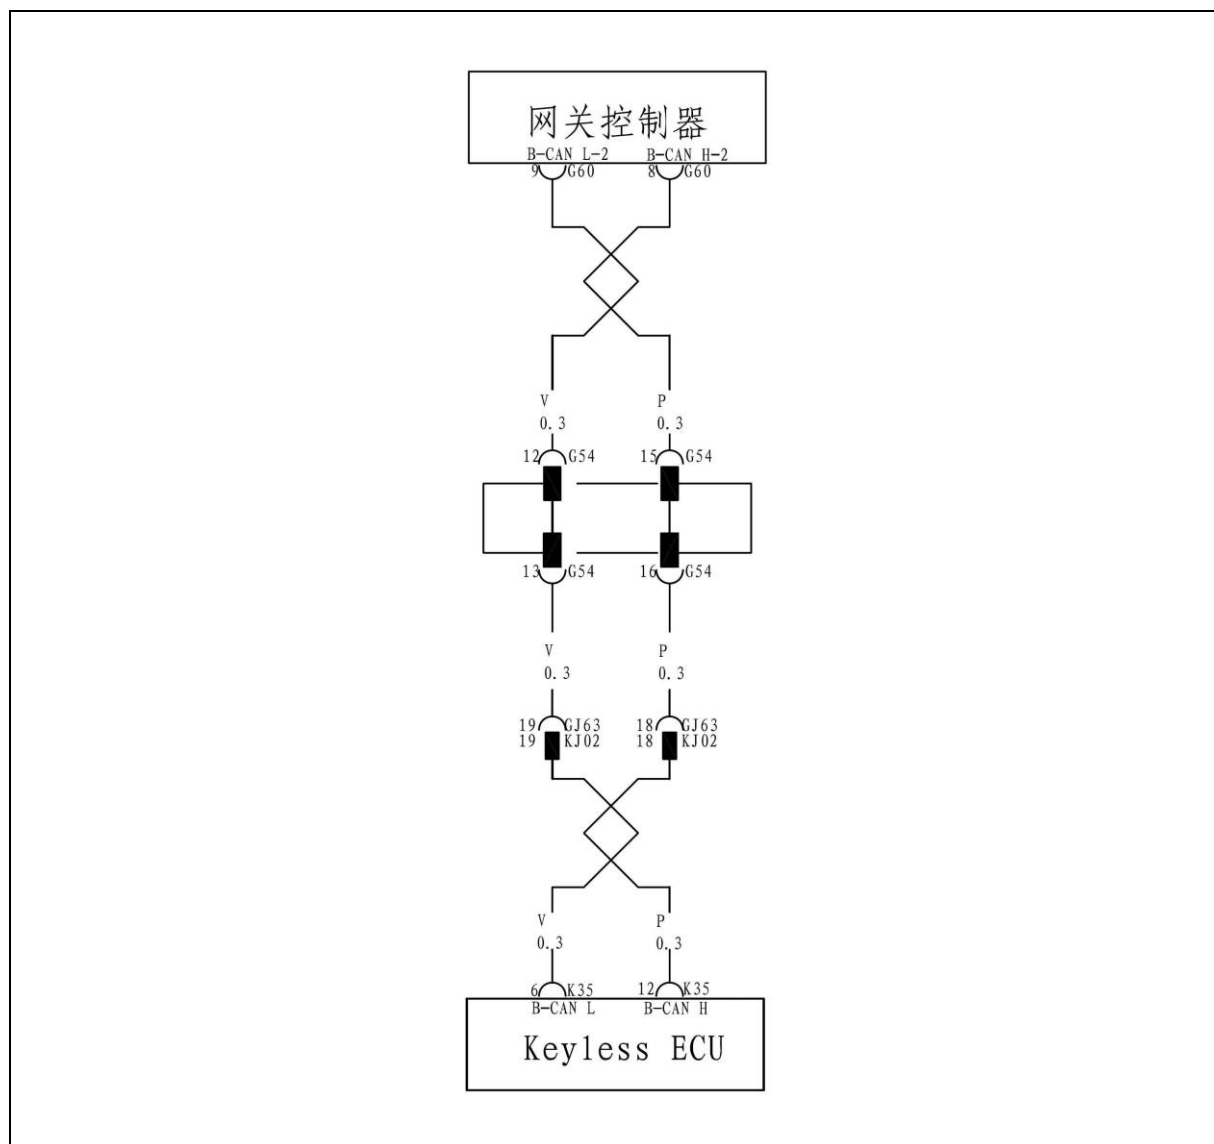 网关控制器
B-CAN L-2 B-CAN H-2
9 G60 8 G60
V P
0.3 0.3
12 G54 15 G54
13 G54 16 G54
V P
0.3 0.3
19 GJ63 18 GJ63
19 KJ02 18 KJ02
V P
0.3 0.3
6 K35 12 K35
B-CAN L B-CAN H
Keyless ECU